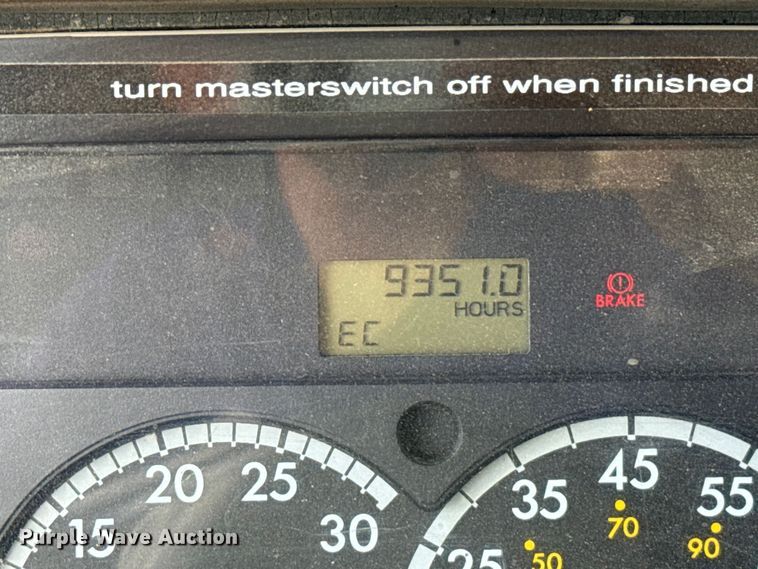 turn masterswitch off when finished
9351.0
HOURS
EC
BRAKE
15 20 25 30
25 35 45 55
50 70 90
Purple Wave Auction